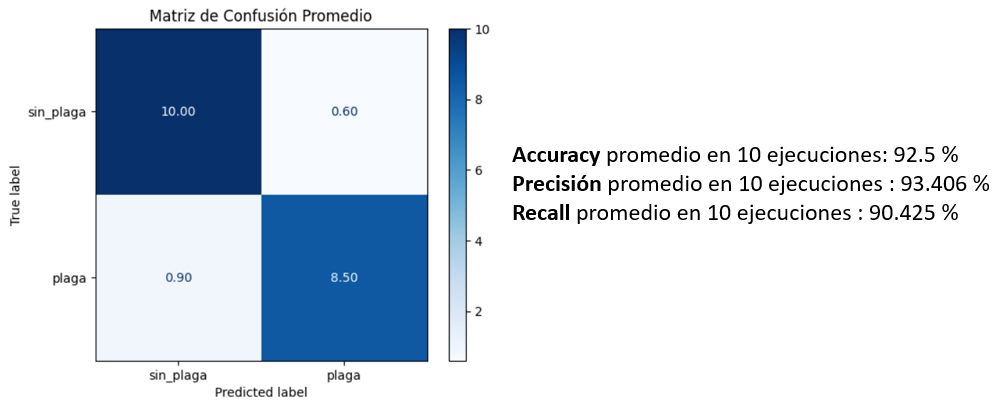 Matriz de Confusión Promedio
True label
sin_plaga
plaga
10.00
0.60
0.90
8.50
sin_plaga
plaga
Predicted label
10
8
6
4
2
Accuracy promedio en 10 ejecuciones: 92.5 %
Precisión promedio en 10 ejecuciones : 93.406 %
Recall promedio en 10 ejecuciones : 90.425 %